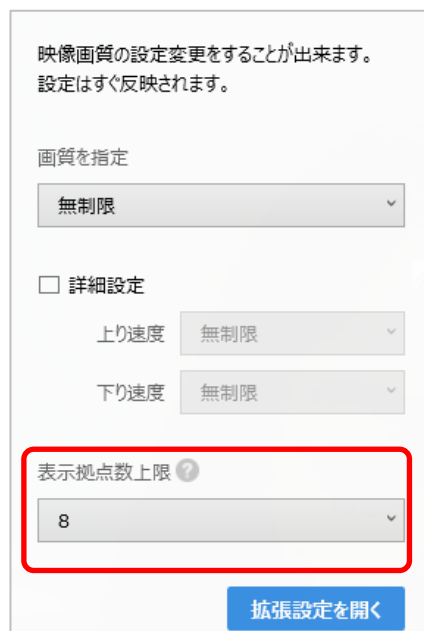 映像画質の設定変更をすることが出来ます。
設定はすぐ反映されます。
画質を指定
無制限
詳細設定
上り速度 無制限
下り速度 無制限
表示拠点数上限 ?
8
拡張設定を開く